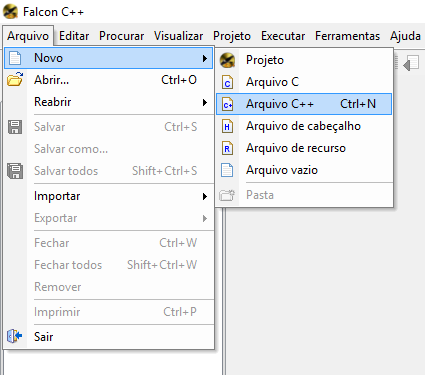 Falcon C++
Arquivo Editar Procurar Visualizar Projeto Executar Ferramentas Ajuda
Novo
Abrir... Ctrl+O
Reabrir
Salvar Ctrl+S
Salvar como...
Salvar todos Shift+Ctrl+S
Importar
Exportar
Fechar Ctrl+W
Fechar todos Shift+Ctrl+W
Remover
Imprimir Ctrl+P
Sair
Projeto
C Arquivo C
C+ Arquivo C++ Ctrl+N
H Arquivo de cabeçalho
R Arquivo de recurso
Arquivo vazio
Pasta